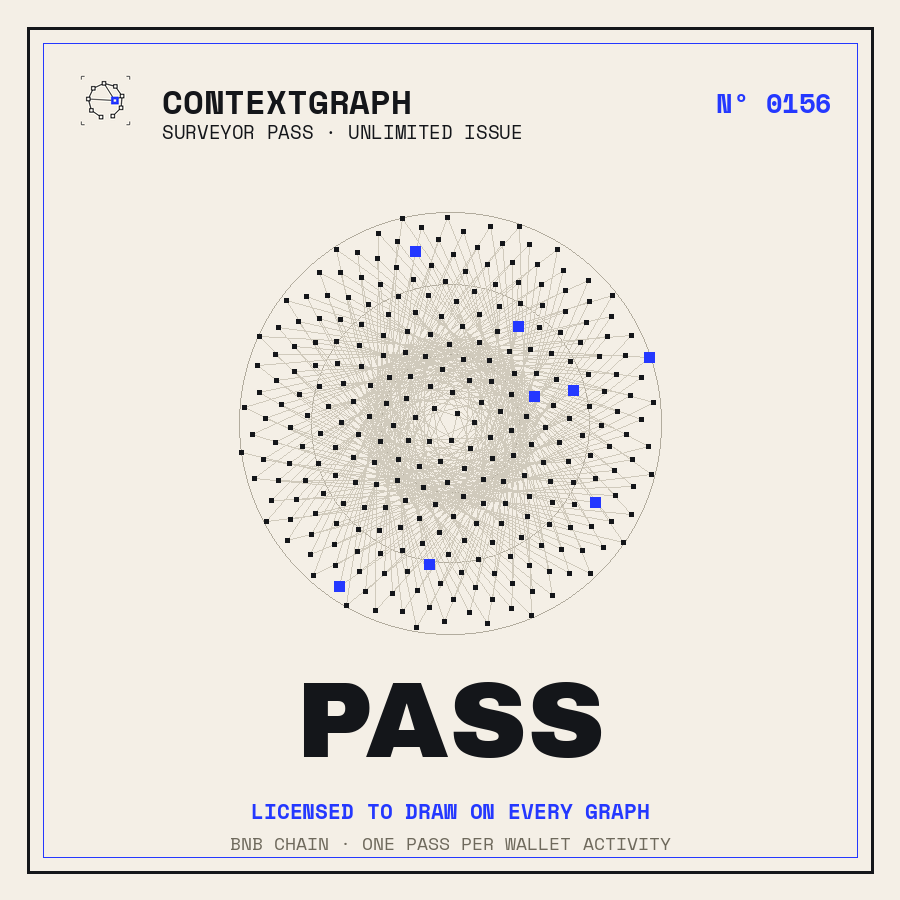 CONTEXTGRAPH
N° 0156
SURVEYOR PASS · UNLIMITED ISSUE
PASS
LICENSED TO DRAW ON EVERY GRAPH
BNB CHAIN · ONE PASS PER WALLET ACTIVITY